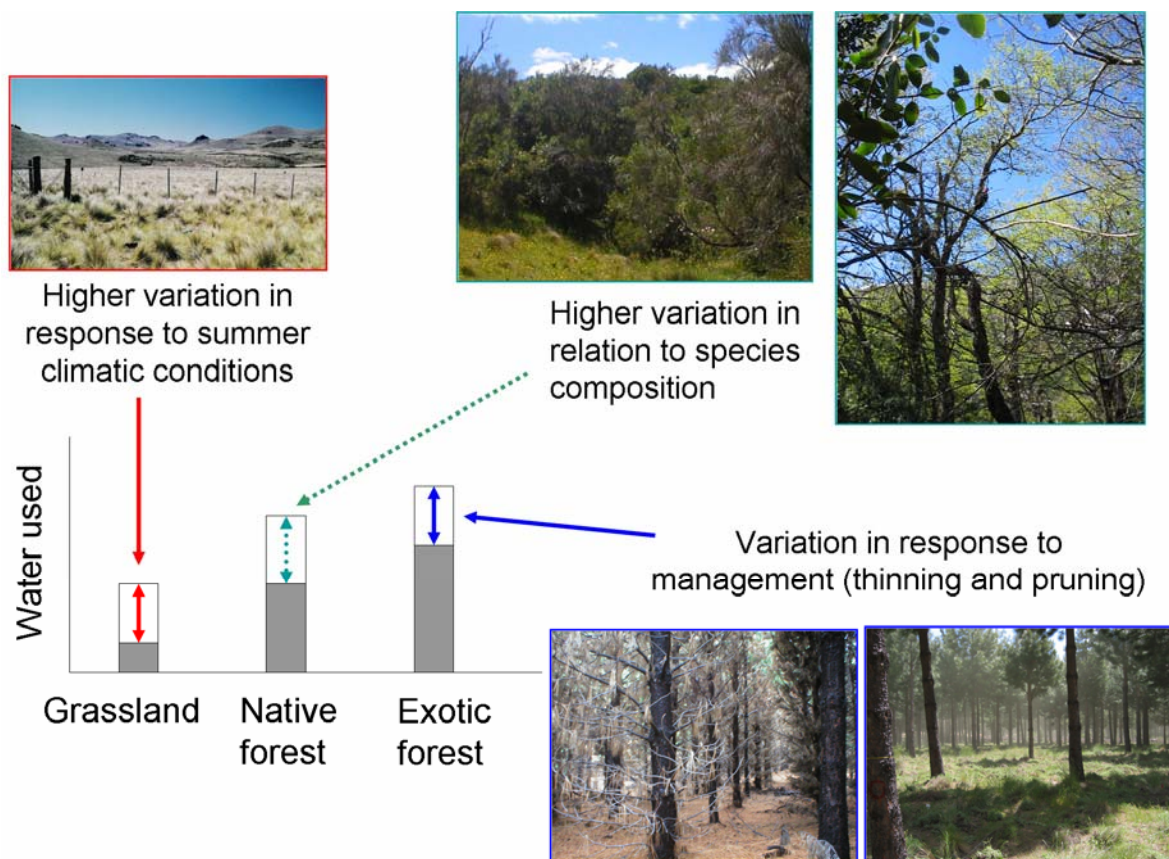 Higher variation in
response to summer
climatic conditions
Higher variation in
relation to species
composition
Variation in response to
management (thinning and pruning)
Water used
Grassland
Native
forest
Exotic
forest